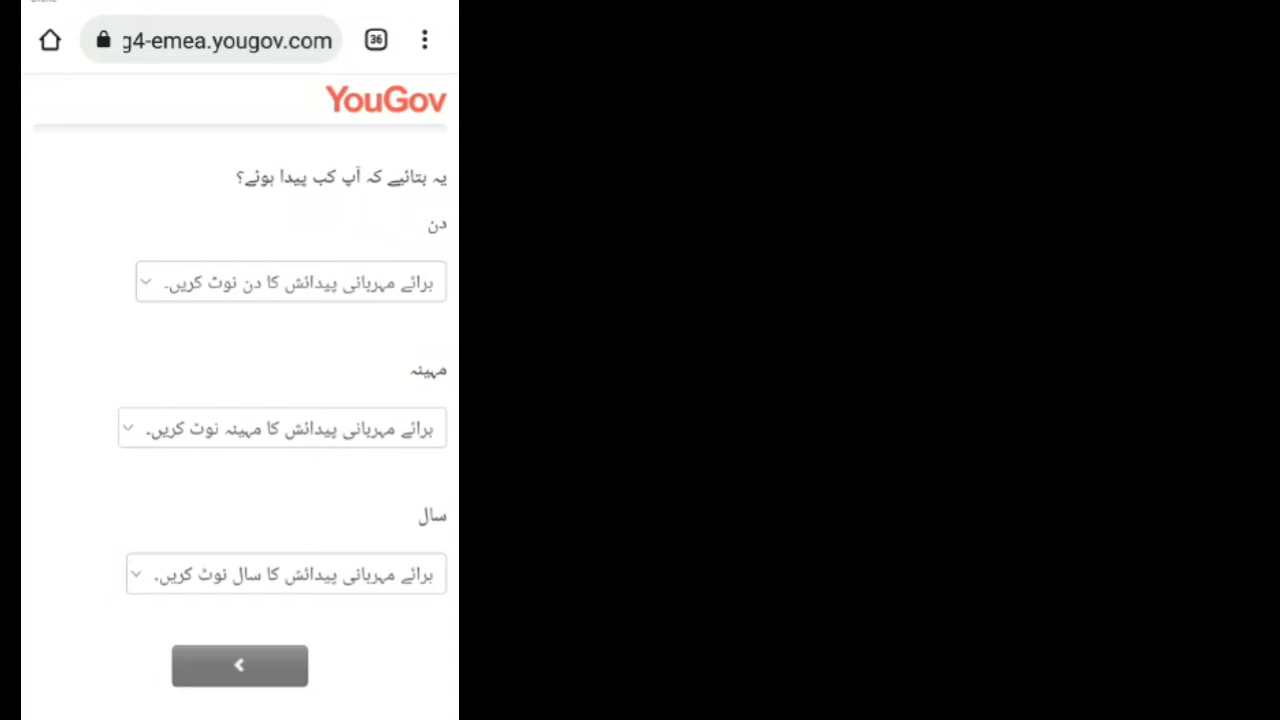 g4-emea.yougov.com
36
YouGov
یہ بتائیے کہ آپ کب پیدا ہوئے؟
دن
برائے مہربانی پیدائش کا دن نوٹ کریں۔
مہینہ
برائے مہربانی پیدائش کا مہینہ نوٹ کریں۔
سال
برائے مہربانی پیدائش کا سال نوٹ کریں۔